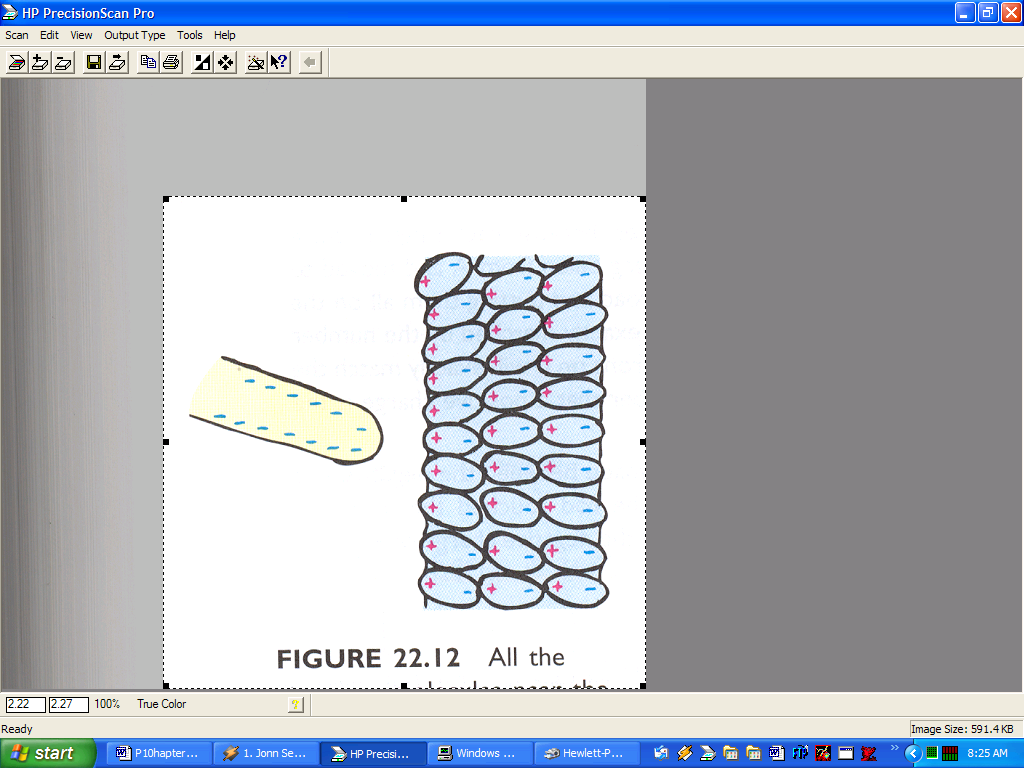 HP PrecisionScan Pro
Scan Edit View Output Type Tools Help
FIGURE 22.12 All the
2.22 2.27 100% True Color
Ready
Image Size: 591.4 KB
start P10hapter... 1. Jonn Se... HP Precisi... Windows ... Hewlett-P... 8:25 AM